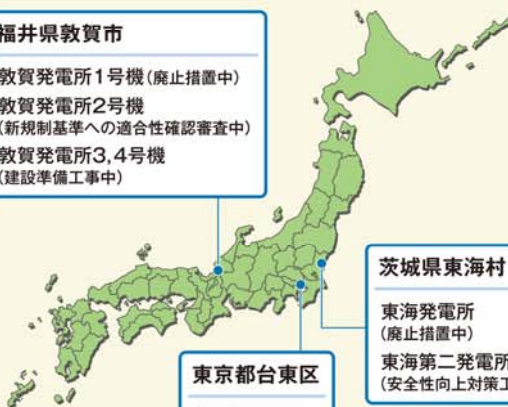 福井県敦賀市
敦賀発電所1号機(廃止措置中)
敦賀発電所2号機
(新規制基準への適合性確認審査中)
敦賀発電所3,4号機
(建設準備工事中)
茨城県東海村
東海発電所
(廃止措置中)
東海第二発電所
(安全性向上対策工
東京都台東区